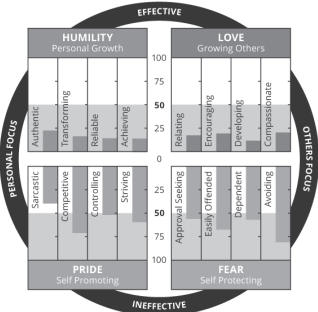 EFFECTIVE
HUMILITY
Personal Growth
LOVE
Growing Others
PERSONAL FOCUS
OTHERS FOCUS
Authentic
Transforming
Reliable
Achieving
100
75
50
25
0
Relating
Encouraging
Developing
Compassionate
Sarcastic
Competitive
Controlling
Striving
25
50
75
100
Approval Seeking
Easily Offended
Dependent
Avoiding
PRIDE
Self Promoting
FEAR
Self Protecting
INEFFECTIVE